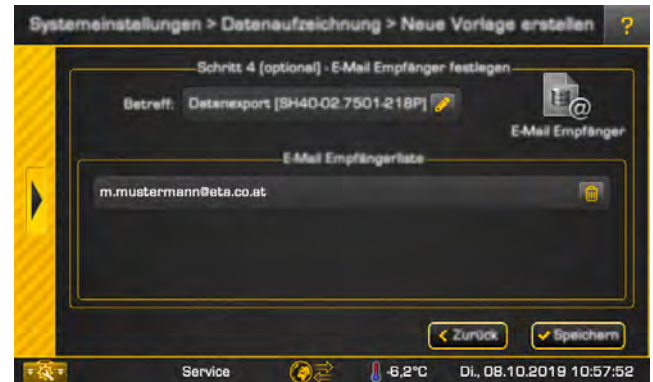 Systemeinstellungen > Datenaufzeichnung > Neue Vorlage erstellen ?
Schritt 4 (optional) - E-Mail Empfänger festlegen
Betreff: Datenexport [SH40-02.7501-218P]
E-Mail Empfänger
E-Mail Empfängerliste
m.mustermann@eta.co.at
< Zurück
Speichern
Service -6,2°C Di., 08.10.2019 10:57:52